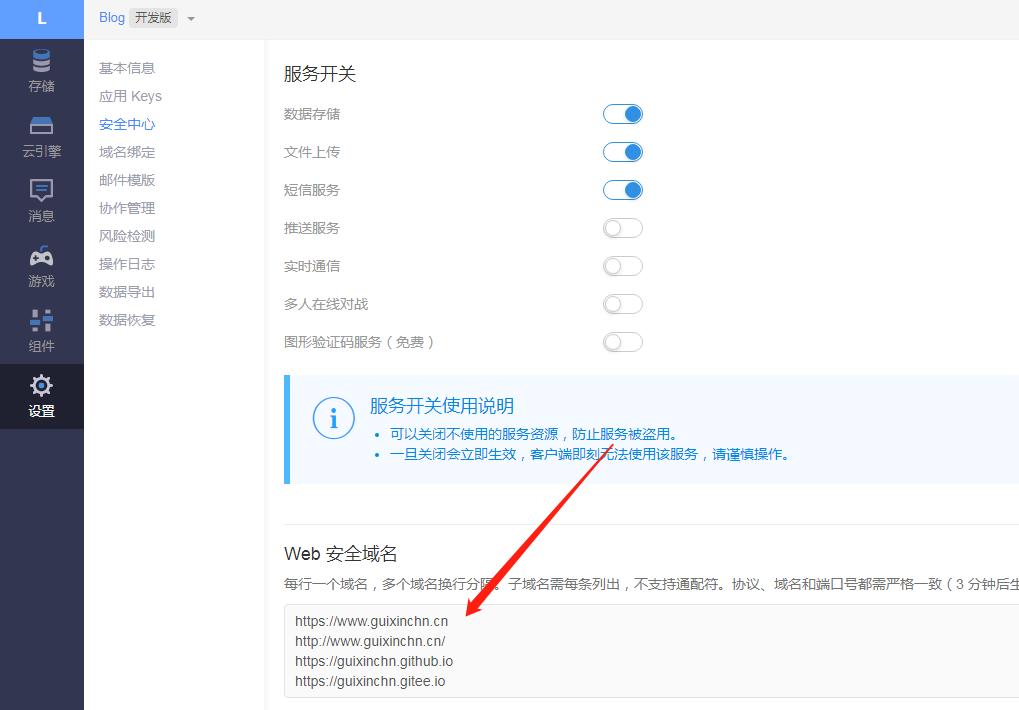 L
Blog 开发版
存储
云引擎
消息
游戏
组件
设置
基本信息
应用 Keys
安全中心
域名绑定
邮件模版
协作管理
风险检测
操作日志
数据导出
数据恢复
服务开关
数据存储
文件上传
短信服务
推送服务
实时通信
多人在线对战
图形验证码服务（免费）
服务开关使用说明
可以关闭不使用的服务资源，防止服务被盗用。
一旦关闭会立即生效，客户端即刻无法使用该服务，请谨慎操作。
Web 安全域名
每行一个域名，多个域名换行分隔。子域名需每条列出，不支持通配符。协议、域名和端口号都需严格一致（3 分钟后生
https://www.guixinchn.cn
http://www.guixinchn.cn/
https://guixinchn.github.io
https://guixinchn.gitee.io